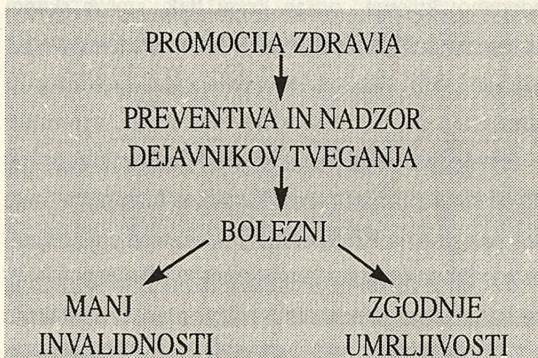 PROMOCIJA ZDRAVJA
PREVENTIVA IN NADZOR
DEJAVNIKOV TVEGANJA
BOLEZNI
MANJ
INVALIDNOSTI
ZGODNJE
UMRLJIVOSTI